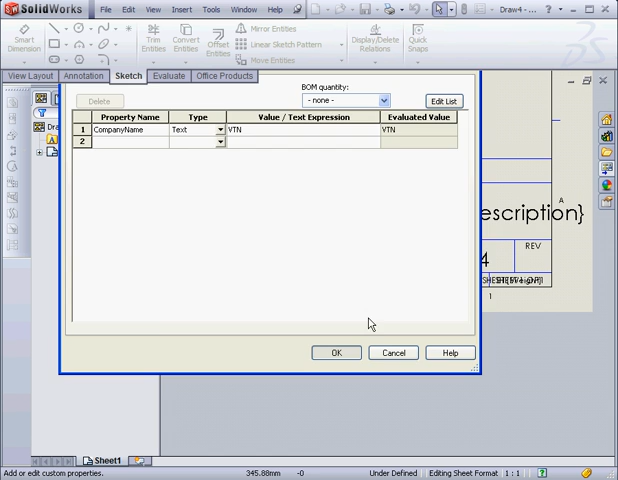 SolidWorks File Edit View Insert Tools Window Help Draw4 - ...
Smart Dimension
Trim Entities
Convert Entities
Offset Entities
Mirror Entities
Linear Sketch Pattern
Move Entities
Display/Delete Relations
Quick Snaps
View Layout Annotation Sketch Evaluate Office Products
BOM quantity:
Delete - none - Edit List
Property Name Type Value / Text Expression Evaluated Value
1 CompanyName Text VTN VTN
2
Dra
A
escription}
4 REV
1
OK Cancel Help
Sheet1
Add or edit custom properties. 345.88mm -0 Under Defined Editing Sheet Format 1 : 1 ?